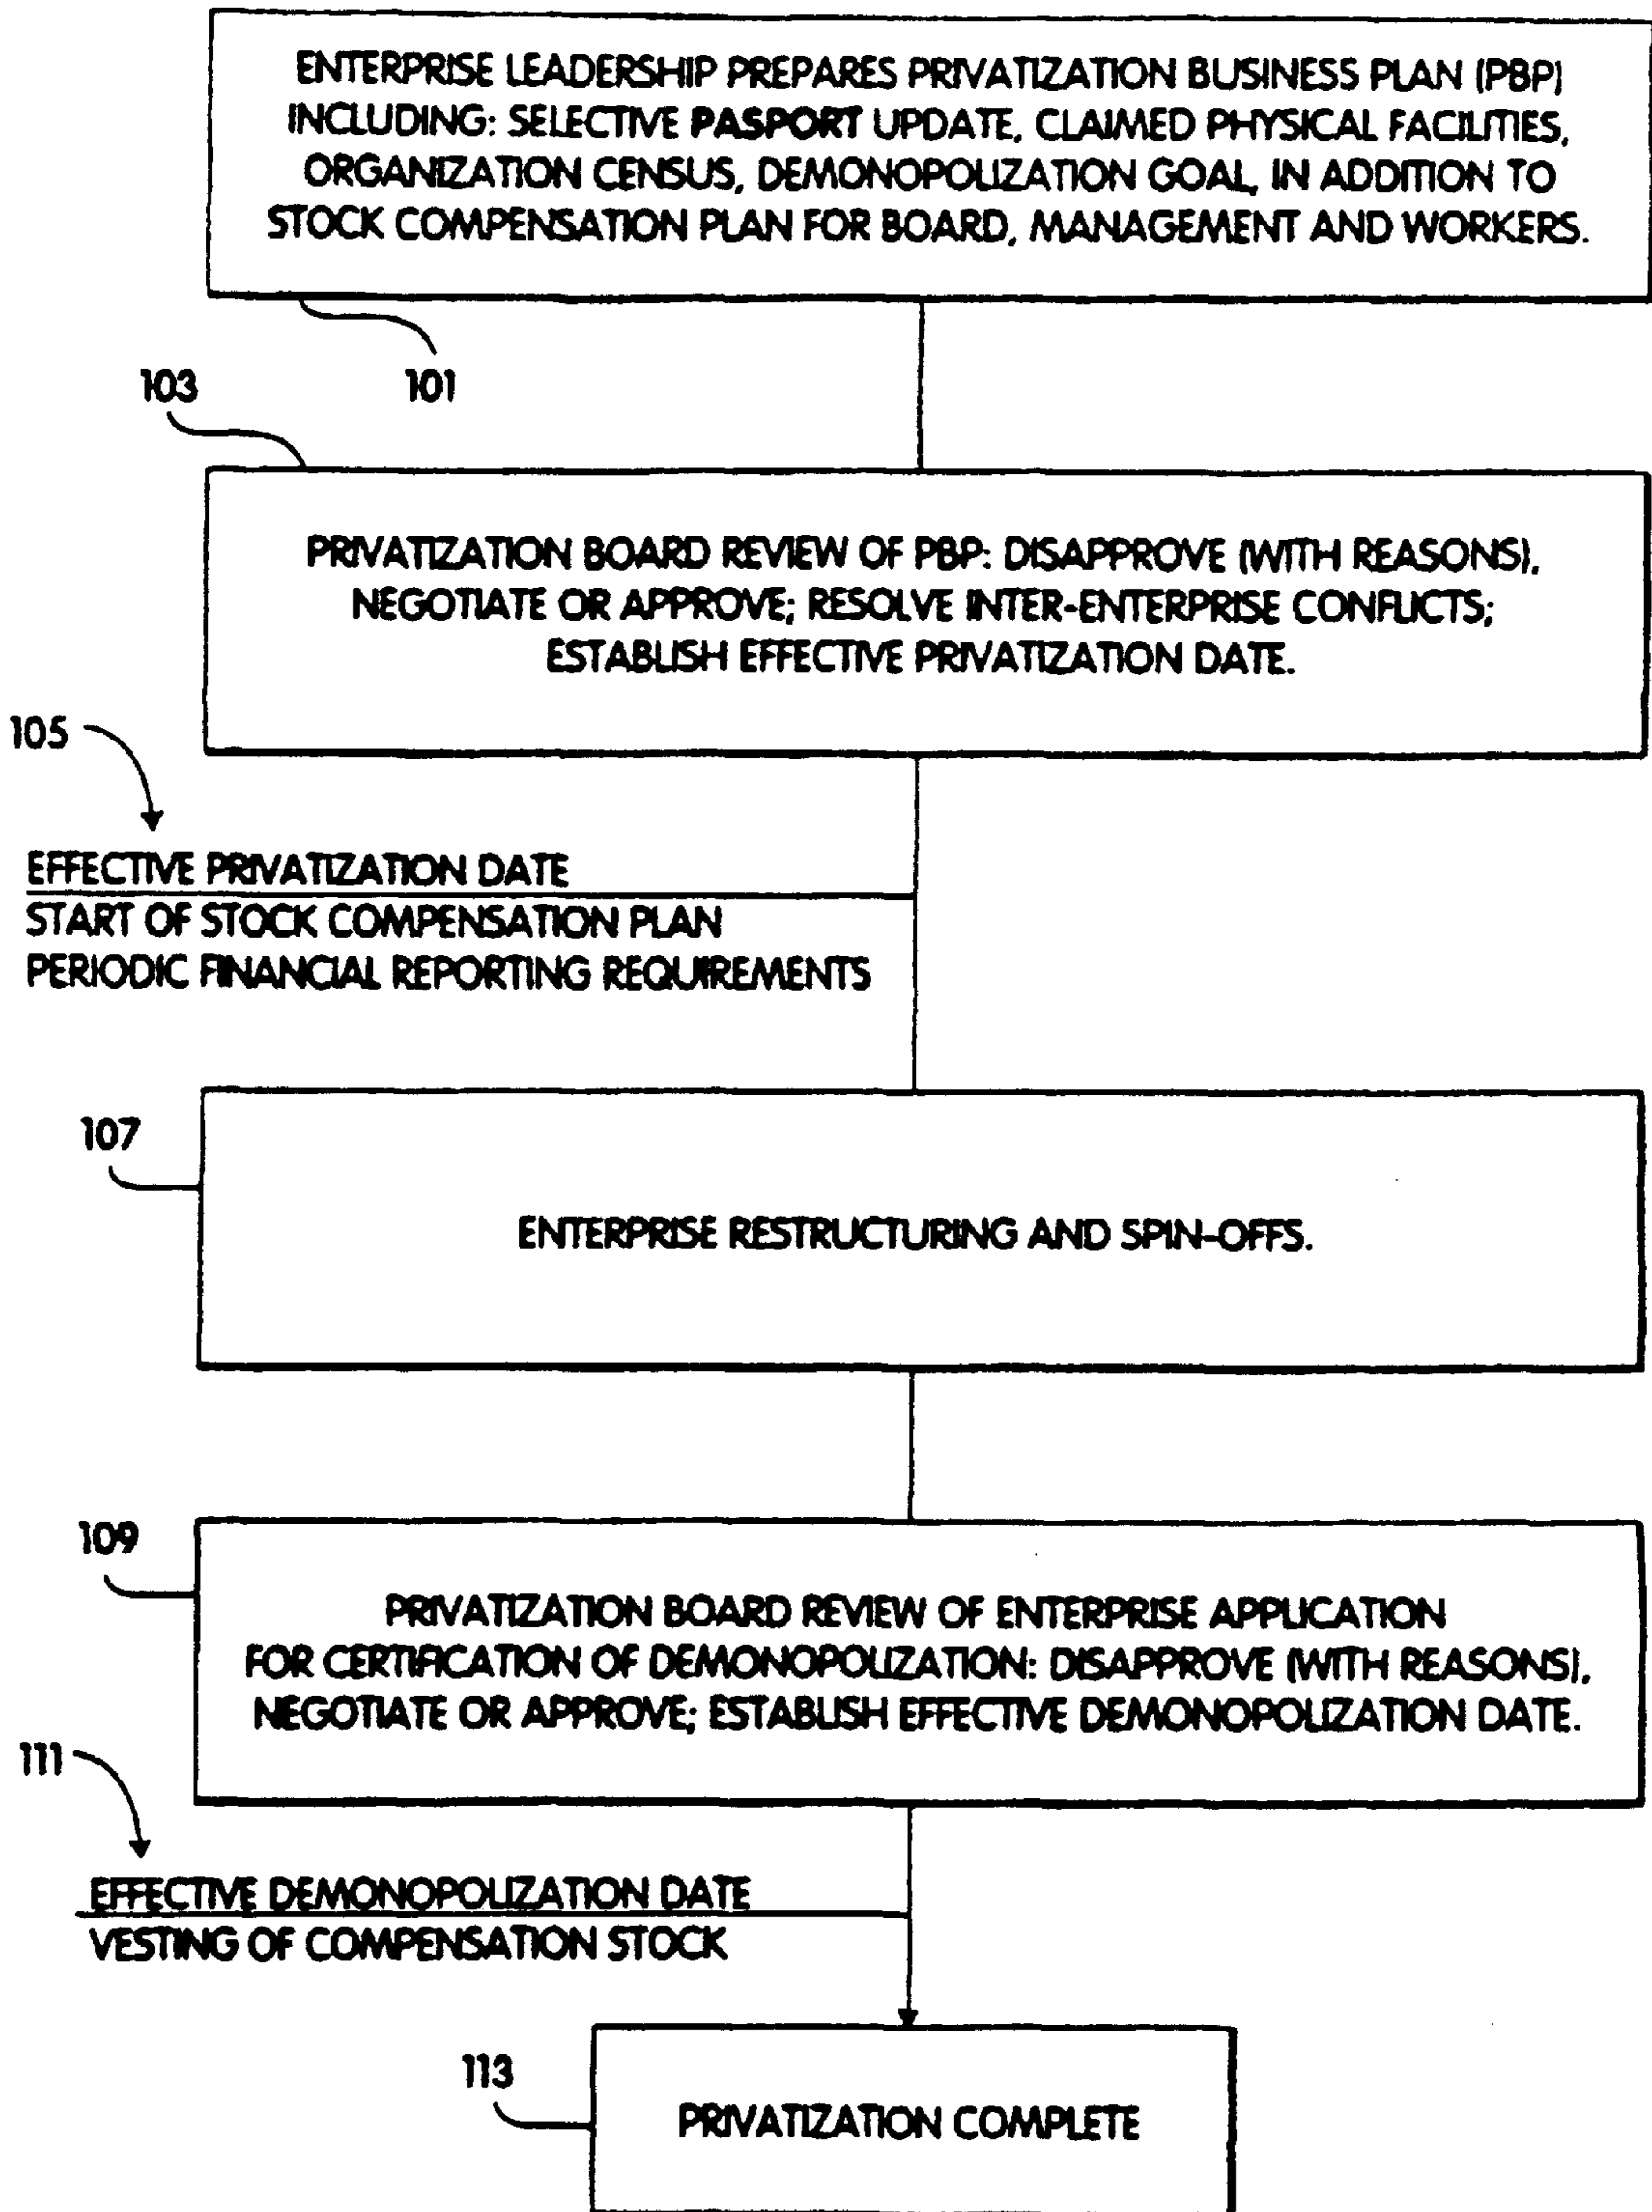 ENTERPRISE LEADERSHIP PREPARES PRIVATIZATION BUSINESS PLAN (PBP)
INCLUDING: SELECTIVE PASPORT UPDATE, CLAIMED PHYSICAL FACILITIES,
ORGANIZATION CENSUS, DEMONOPOLIZATION GOAL, IN ADDITION TO
STOCK COMPENSATION PLAN FOR BOARD, MANAGEMENT AND WORKERS.
103
101
PRIVATIZATION BOARD REVIEW OF PBP: DISAPPROVE (WITH REASONS),
NEGOTIATE OR APPROVE; RESOLVE INTER-ENTERPRISE CONFLICTS;
ESTABLISH EFFECTIVE PRIVATIZATION DATE.
105
EFFECTIVE PRIVATIZATION DATE
START OF STOCK COMPENSATION PLAN
PERIODIC FINANCIAL REPORTING REQUIREMENTS
107
ENTERPRISE RESTRUCTURING AND SPIN-OFFS.
109
PRIVATIZATION BOARD REVIEW OF ENTERPRISE APPLICATION
FOR CERTIFICATION OF DEMONOPOLIZATION: DISAPPROVE (WITH REASONS),
NEGOTIATE OR APPROVE; ESTABLISH EFFECTIVE DEMONOPOLIZATION DATE.
111
EFFECTIVE DEMONOPOLIZATION DATE
VESTING OF COMPENSATION STOCK
113
PRIVATIZATION COMPLETE